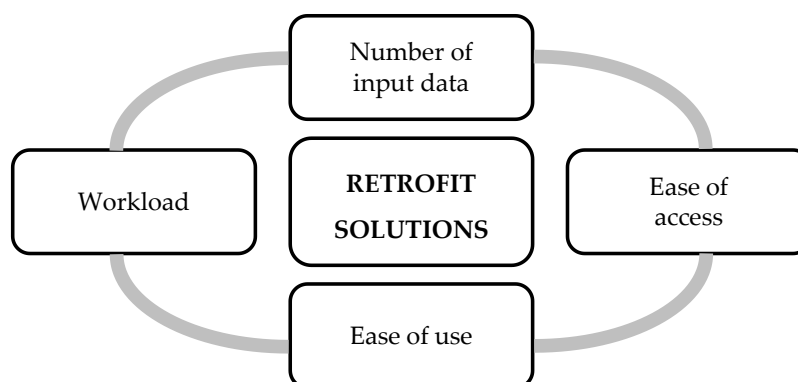 Number of
input data
Workload
RETROFIT
SOLUTIONS
Ease of
access
Ease of use